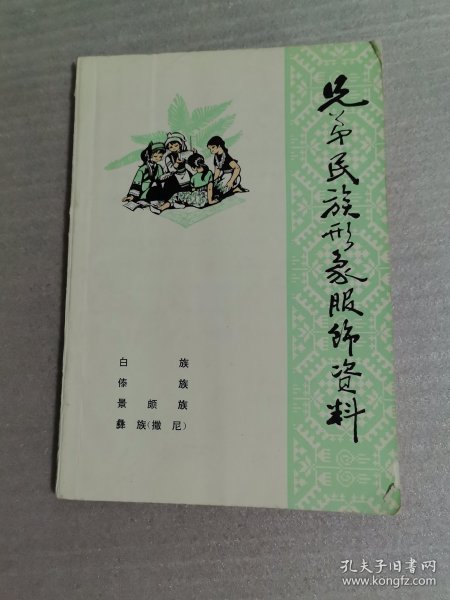 兄弟民族形象服饰资料
白族
傣族
景颇族
彝族(撒尼)
孔夫子旧书网
www.kongfz.com